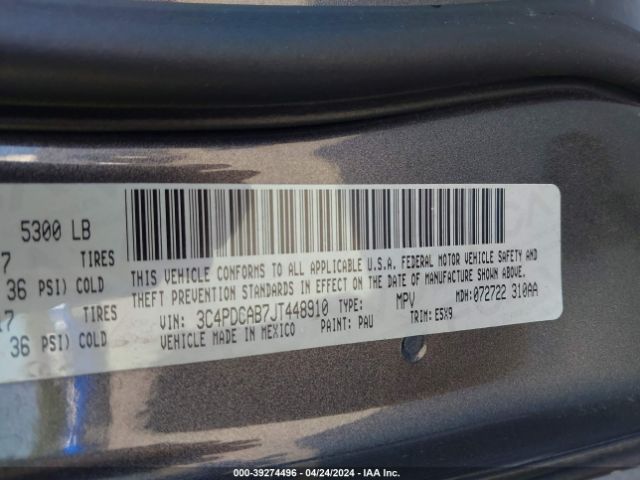 5300 LB
7 TIRES
36 PSI) COLD
17 TIRES
36 PSI) COLD
THIS VEHICLE CONFORMS TO ALL APPLICABLE U.S.A. FEDERAL MOTOR VEHICLE SAFETY AND
THEFT PREVENTION STANDARDS IN EFFECT ON THE DATE OF MANUFACTURE SHOWN ABOVE.
VIN: 3C4PDCAB7JT448910 TYPE: MPV MDH: 072722 310AA
VEHICLE MADE IN MEXICO PAINT: PAU TRIM: E5X9
000-39274496 - 04/24/2024 - IAA Inc.